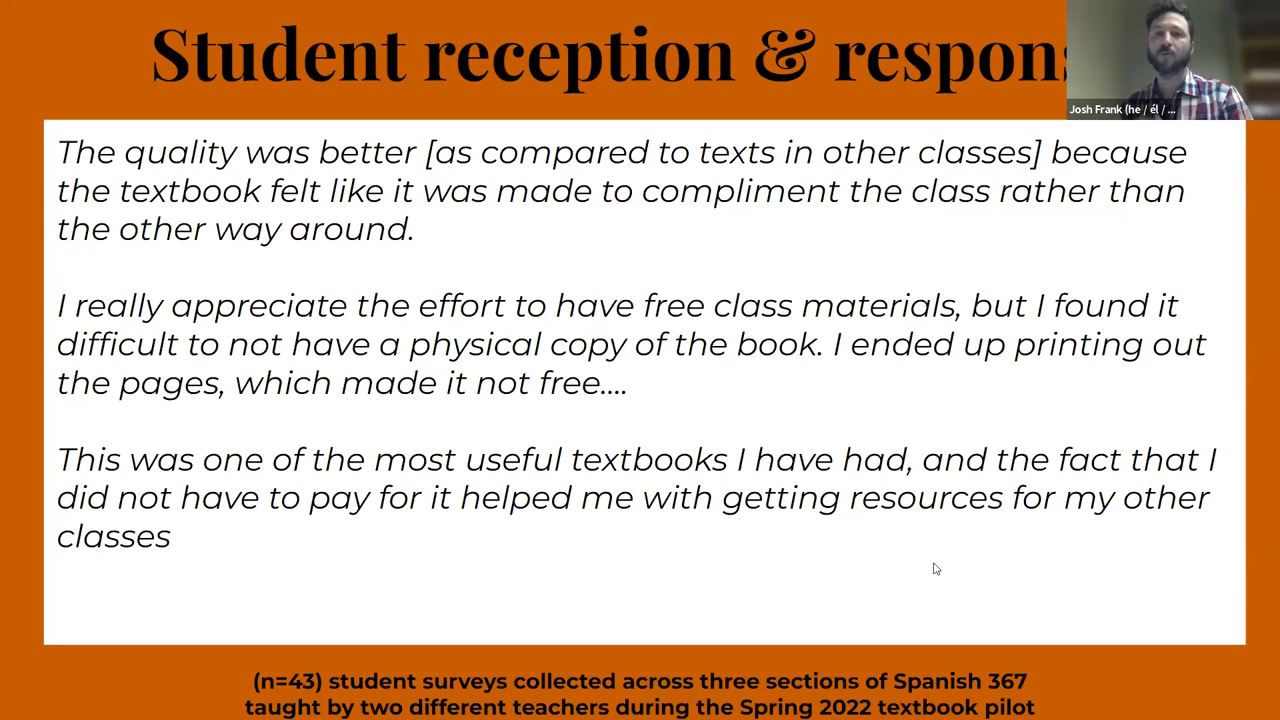 Student reception & respons
Josh Frank (he / él / ...
The quality was better [as compared to texts in other classes] because
the textbook felt like it was made to compliment the class rather than
the other way around.
I really appreciate the effort to have free class materials, but I found it
difficult to not have a physical copy of the book. I ended up printing out
the pages, which made it not free....
This was one of the most useful textbooks I have had, and the fact that I
did not have to pay for it helped me with getting resources for my other
classes
(n=43) student surveys collected across three sections of Spanish 367
taught by two different teachers during the Spring 2022 textbook pilot